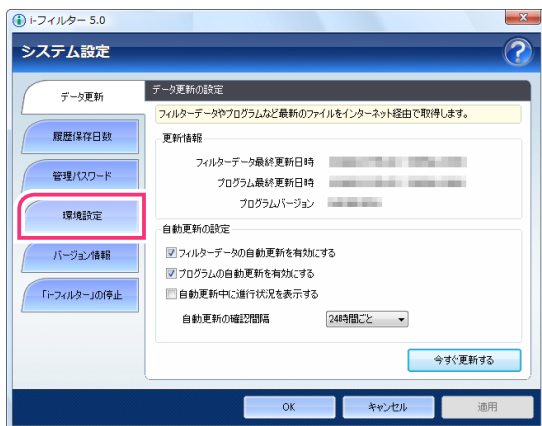 i-フィルター 5.0
システム設定
データ更新
履歴保存日数
管理パスワード
環境設定
バージョン情報
「i-フィルター」の停止
データ更新の設定
フィルターデータやプログラムなど最新のファイルをインターネット経由で取得します。
更新情報
フィルターデータ最終更新日時
プログラム最終更新日時
プログラムバージョン
自動更新の設定
フィルターデータの自動更新を有効にする
プログラムの自動更新を有効にする
自動更新中に進行状況を表示する
自動更新の確認間隔 24時間ごと
今すぐ更新する
OK キャンセル 適用